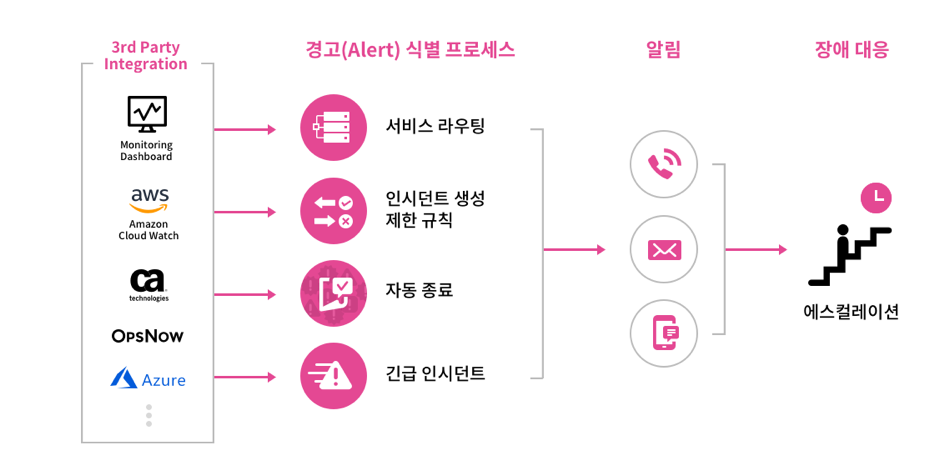 3rd Party
Integration
Monitoring
Dashboard
aws
Amazon
Cloud Watch
ca
technologies
OpsNow
Azure
경고(Alert) 식별 프로세스
서비스 라우팅
인시던트 생성
제한 규칙
자동 종료
긴급 인시던트
알림
장애 대응
에스컬레이션